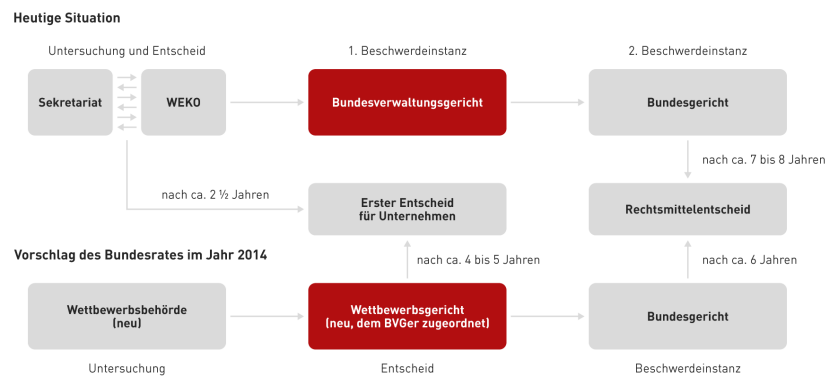 Heutige Situation
Untersuchung und Entscheid
1. Beschwerdeinstanz
2. Beschwerdeinstanz
Sekretariat
WEKO
Bundesverwaltungsgericht
Bundesgericht
nach ca. 7 bis 8 Jahren
nach ca. 2 ½ Jahren
Erster Entscheid
für Unternehmen
Rechtsmittelentscheid
Vorschlag des Bundesrates im Jahr 2014
nach ca. 4 bis 5 Jahren
nach ca. 6 Jahren
Wettbewerbsbehörde
(neu)
Wettbewerbsgericht
(neu, dem BVGer zugeordnet)
Bundesgericht
Untersuchung
Entscheid
Beschwerdeinstanz